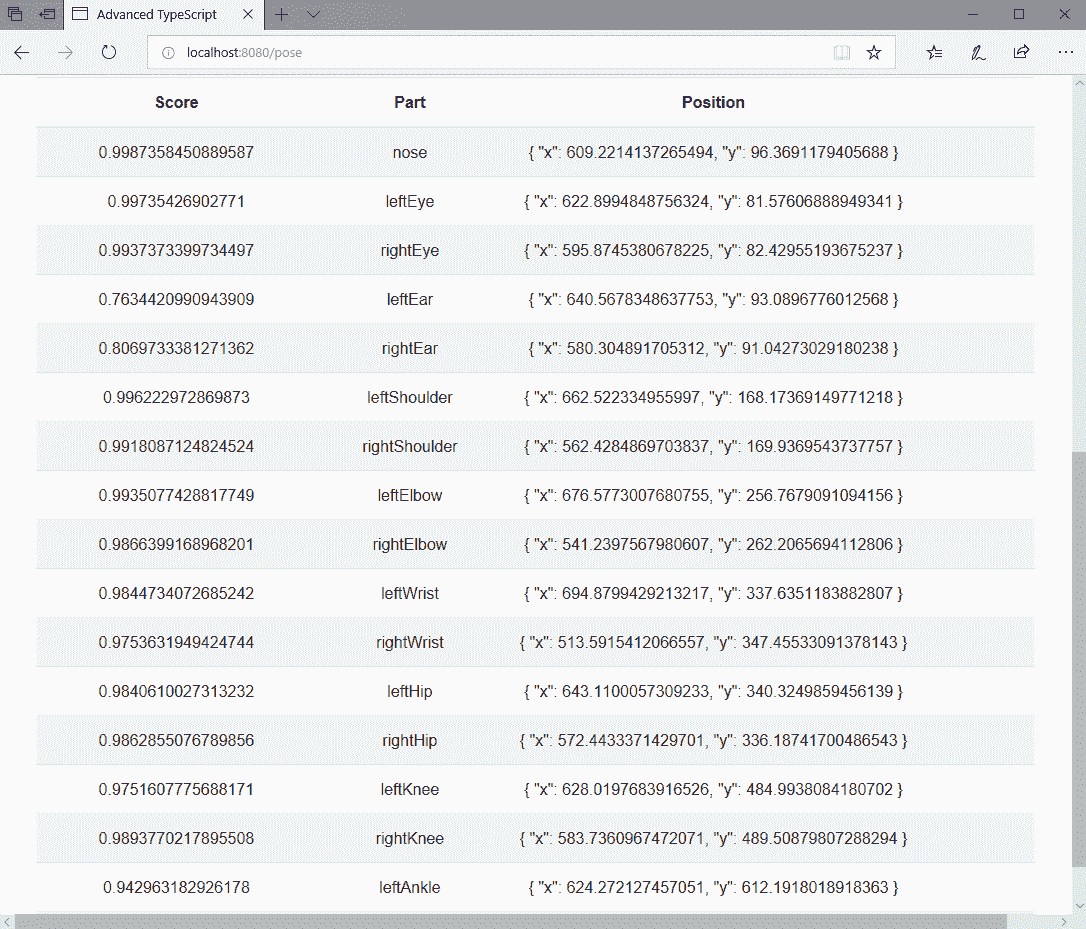 Advanced TypeScript
localhost:8080/pose
Score Part Position
0.9987358450889587 nose { "x": 609.2214137265494, "y": 96.3691179405688 }
0.99735426902771 leftEye { "x": 622.8994848756324, "y": 81.57606888949341 }
0.9937373399734497 rightEye { "x": 595.8745380678225, "y": 82.42955193675237 }
0.7634420990943909 leftEar { "x": 640.5678348637753, "y": 93.0896776012568 }
0.8069733381271362 rightEar { "x": 580.304891705312, "y": 91.04273029180238 }
0.996222972869873 leftShoulder { "x": 662.522334955997, "y": 168.17369149771218 }
0.9918087124824524 rightShoulder { "x": 562.4284869703837, "y": 169.9369543737757 }
0.9935077428817749 leftElbow { "x": 676.5773007680755, "y": 256.7679091094156 }
0.9866399168968201 rightElbow { "x": 541.2397567980607, "y": 262.2065694112806 }
0.9844734072685242 leftWrist { "x": 694.8799429213217, "y": 337.6351183882807 }
0.9753631949424744 rightWrist { "x": 513.5915412066557, "y": 347.45533091378143 }
0.9840610027313232 leftHip { "x": 643.1100057309233, "y": 340.3249859456139 }
0.9862855076789856 rightHip { "x": 572.4433371429701, "y": 336.18741700486543 }
0.9751607775688171 leftKnee { "x": 628.0197683916526, "y": 484.9938084180702 }
0.9893770217895508 rightKnee { "x": 583.7360967472071, "y": 489.50879807288294 }
0.942963182926178 leftAnkle { "x": 624.272127457051, "y": 612.1918018918363 }